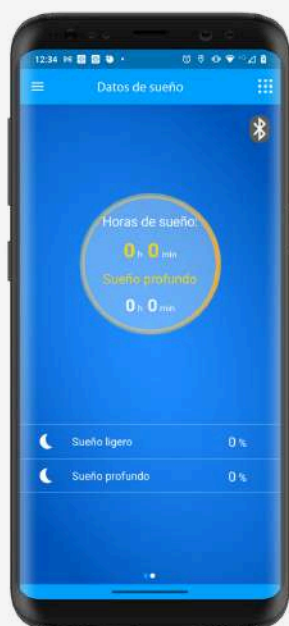 12:34
Datos de sueño
Horas de sueño:
0 h 0 min
Sueño profundo
0 h 0 min
Sueño ligero 0 %
Sueño profundo 0 %